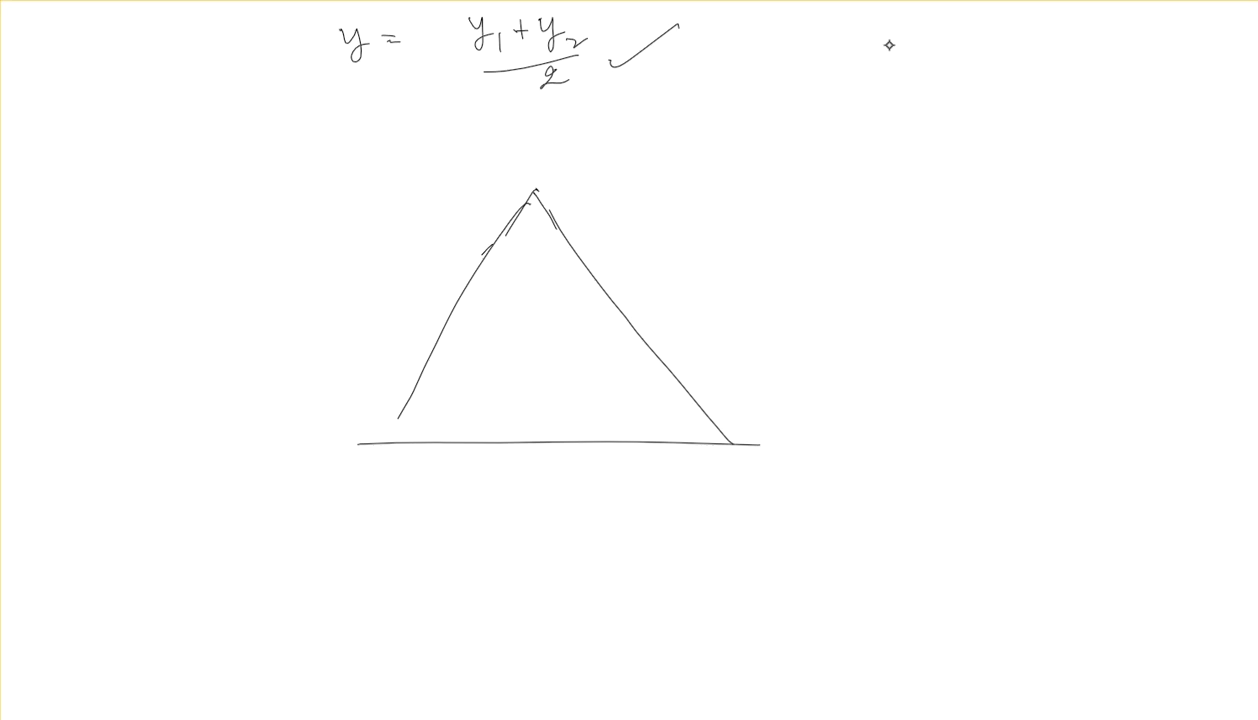 y = y₁ + y₂ / 2 ✓